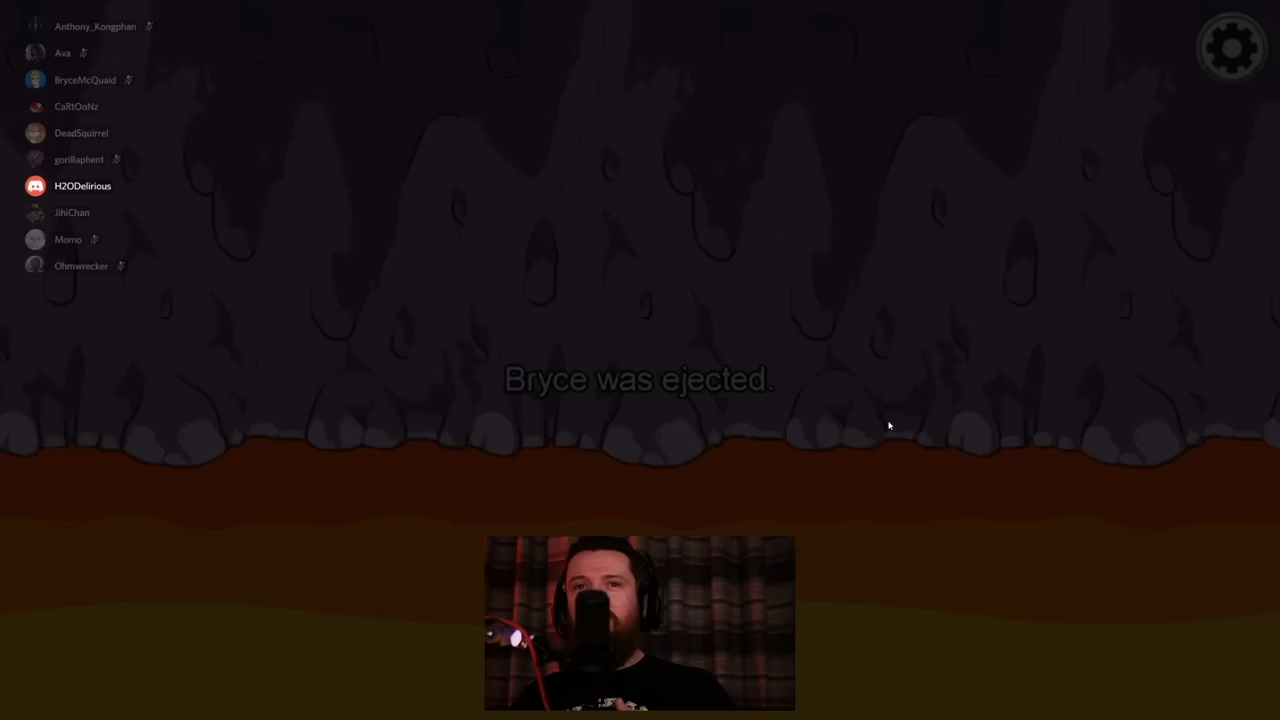 Anthony_Kongphan
Ava
BryceMcQuaid
CaRtOoNz
DeadSquirrel
gorillaphent
H2ODelirious
JihiChan
Momo
Ohmwrecker
Bryce was ejected.